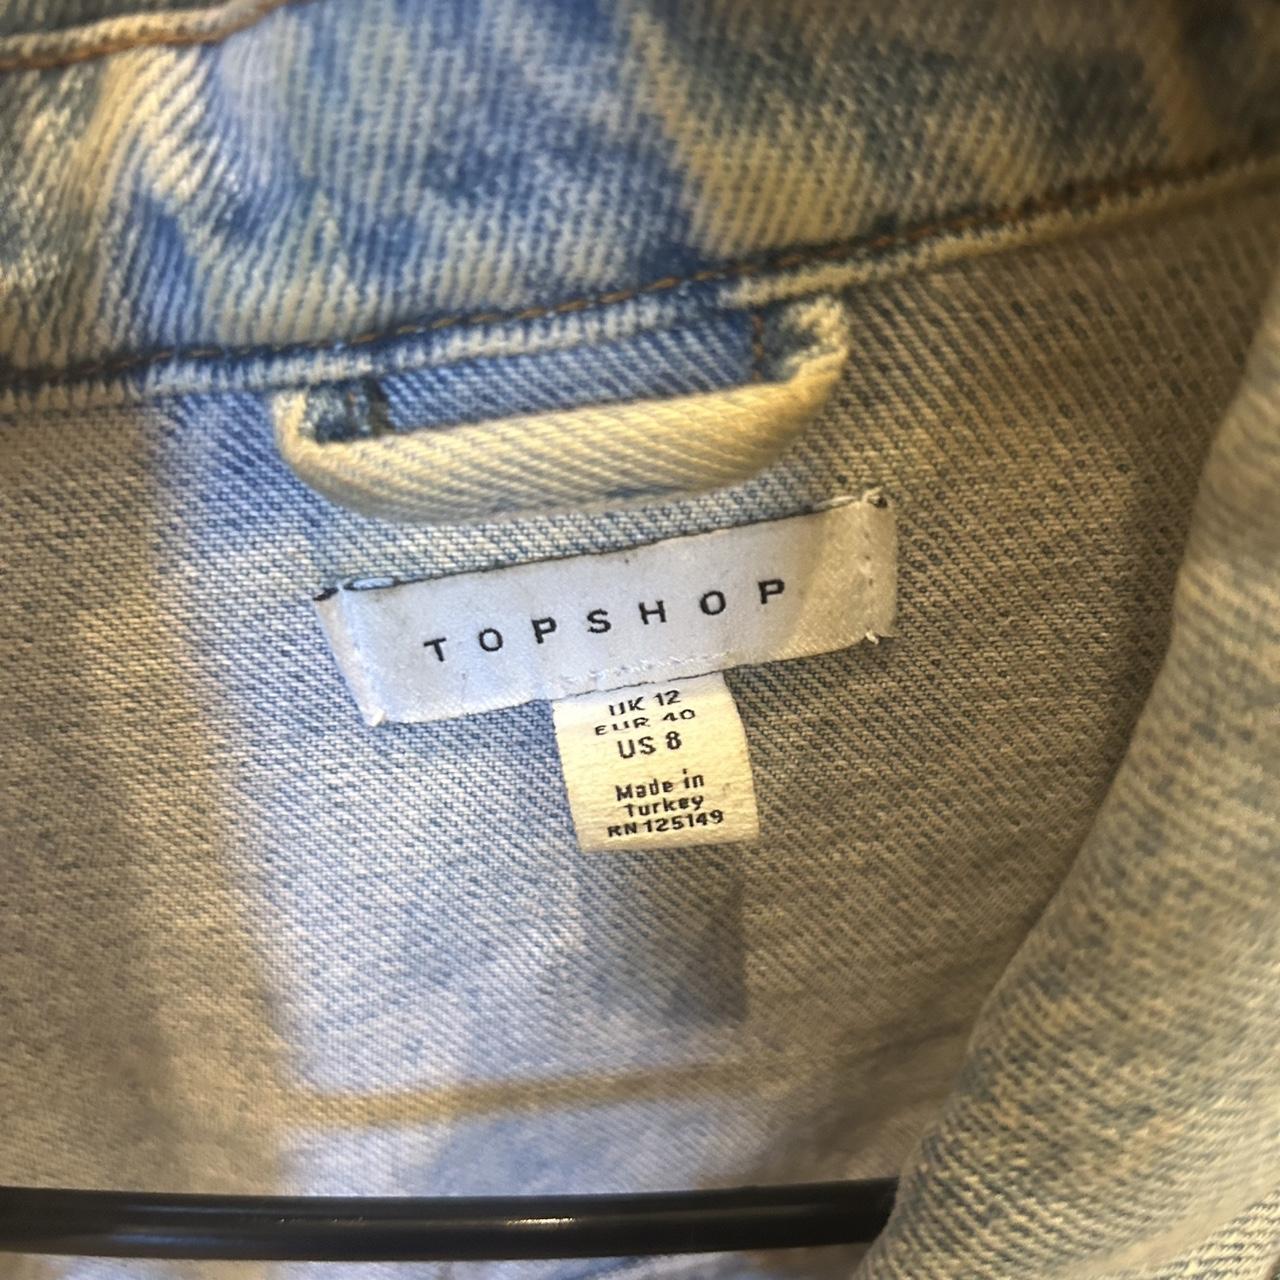 TOPSHOP
UK 12
EUR 40
US 8
Made in
Turkey
RN 125149